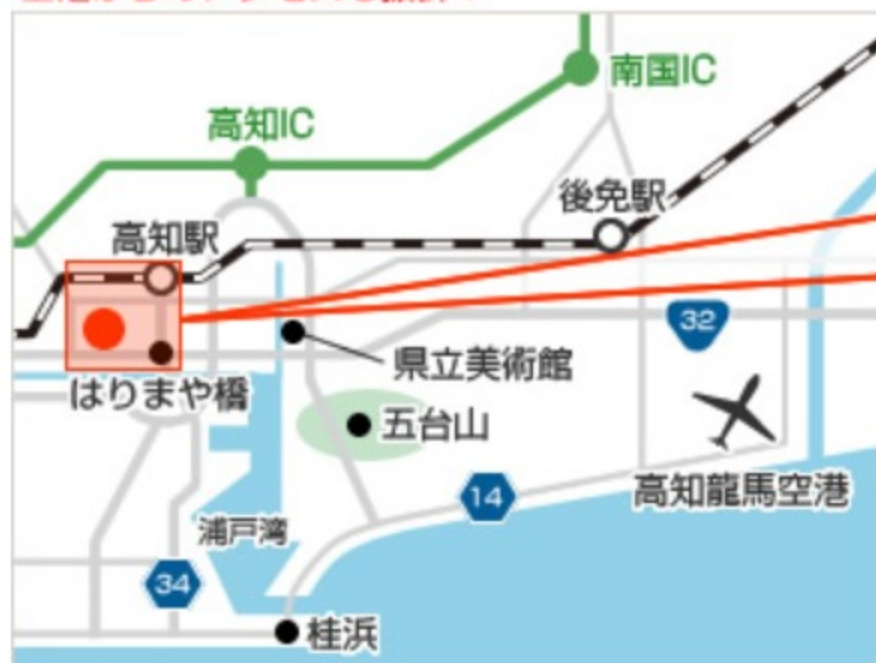 南国IC
高知IC
後免駅
高知駅
32
県立美術館
はりまや橋
五台山
14
高知龍馬空港
浦戸湾
34
桂浜